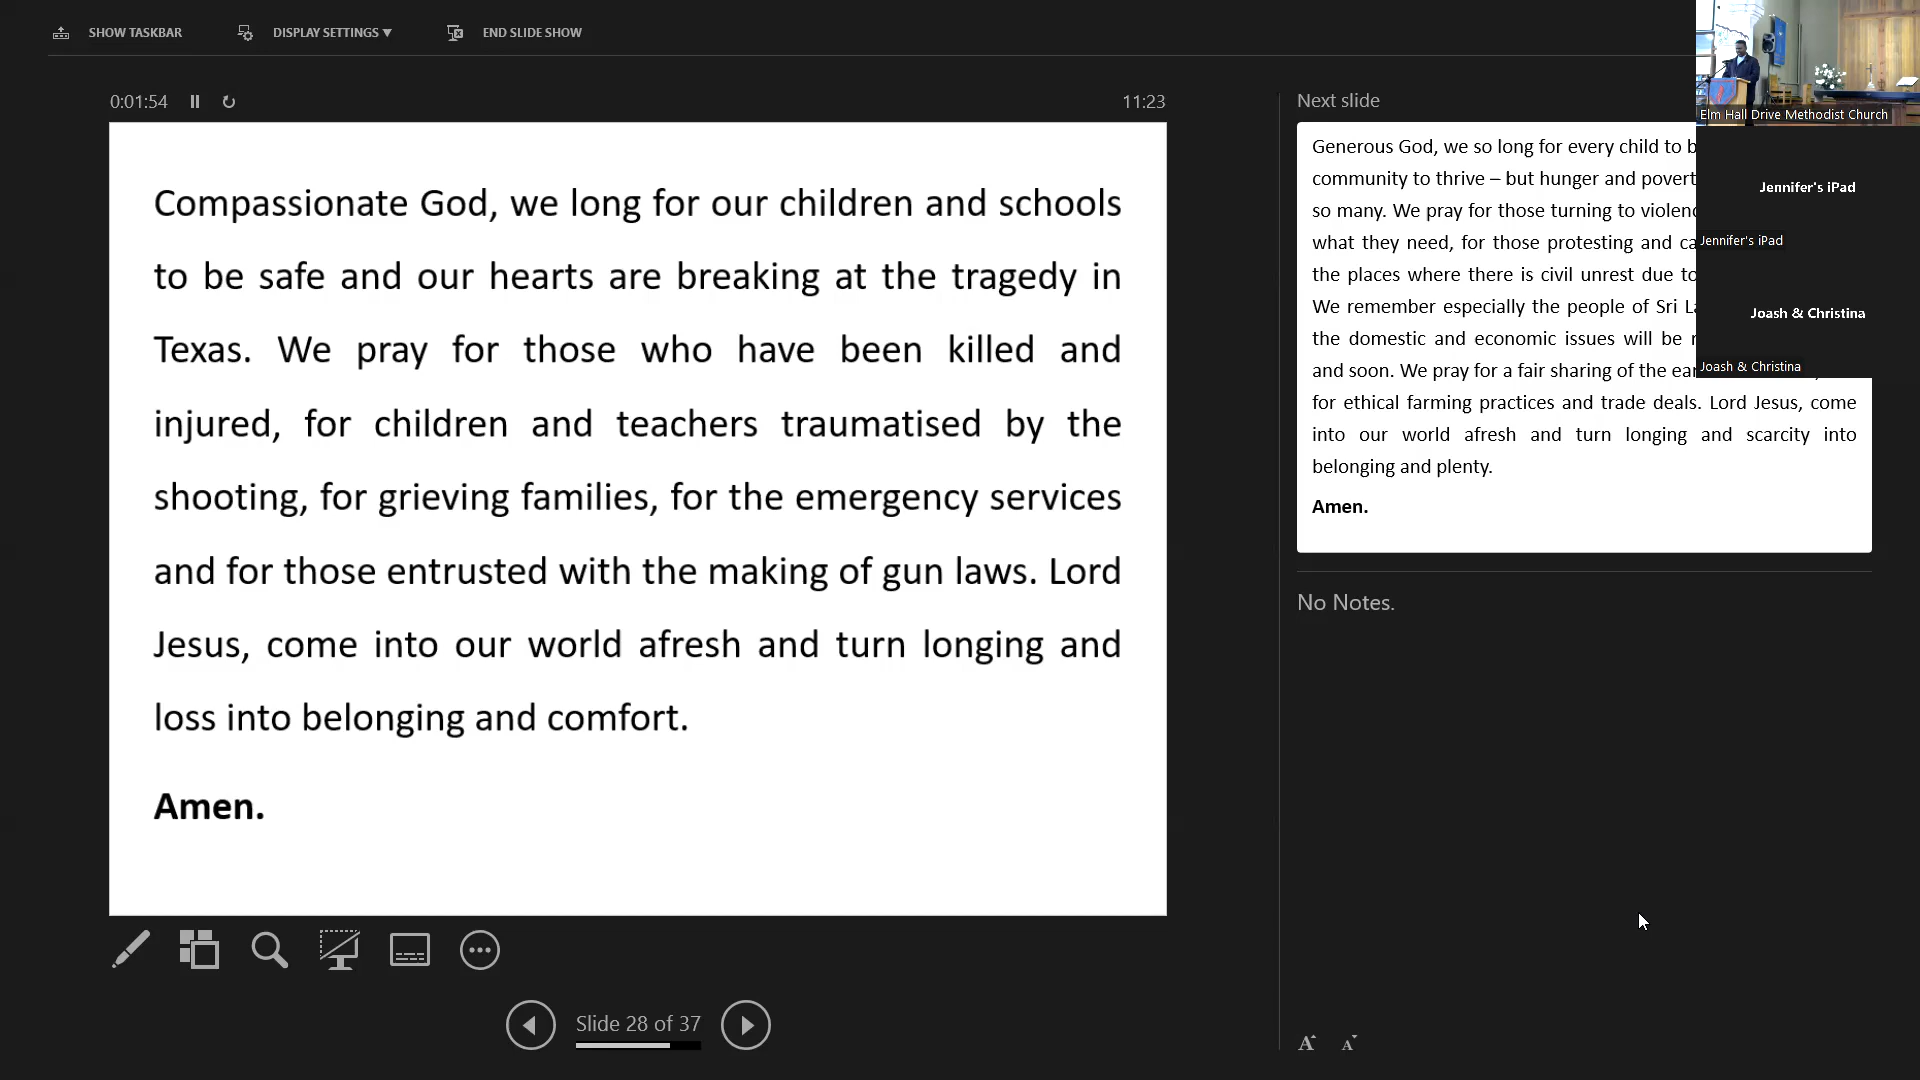 SHOW TASKBAR
DISPLAY SETTINGS ▼
END SLIDE SHOW
0:01:54
11:23
Compassionate God, we long for our children and schools
to be safe and our hearts are breaking at the tragedy in
Texas. We pray for those who have been killed and
injured, for children and teachers traumatised by the
shooting, for grieving families, for the emergency services
and for those entrusted with the making of gun laws. Lord
Jesus, come into our world afresh and turn longing and
loss into belonging and comfort.
Amen.
Slide 28 of 37
Next slide
Generous God, we so long for every child to
community to thrive – but hunger and
so many. We pray for those turning to
what they need, for those protesting and
the places where there is civil unrest due to
We remember especially the people of Sri
the domestic and economic issues will be
and soon. We pray for a fair sharing of the
for ethical farming practices and trade deals. Lord Jesus, come
into our world afresh and turn longing and scarcity into
belonging and plenty.
Amen.
No Notes.
A A
Elm Hall Drive Methodist Church
Jennifer's iPad
Jennifer's iPad
Joash & Christina
Joash & Christina